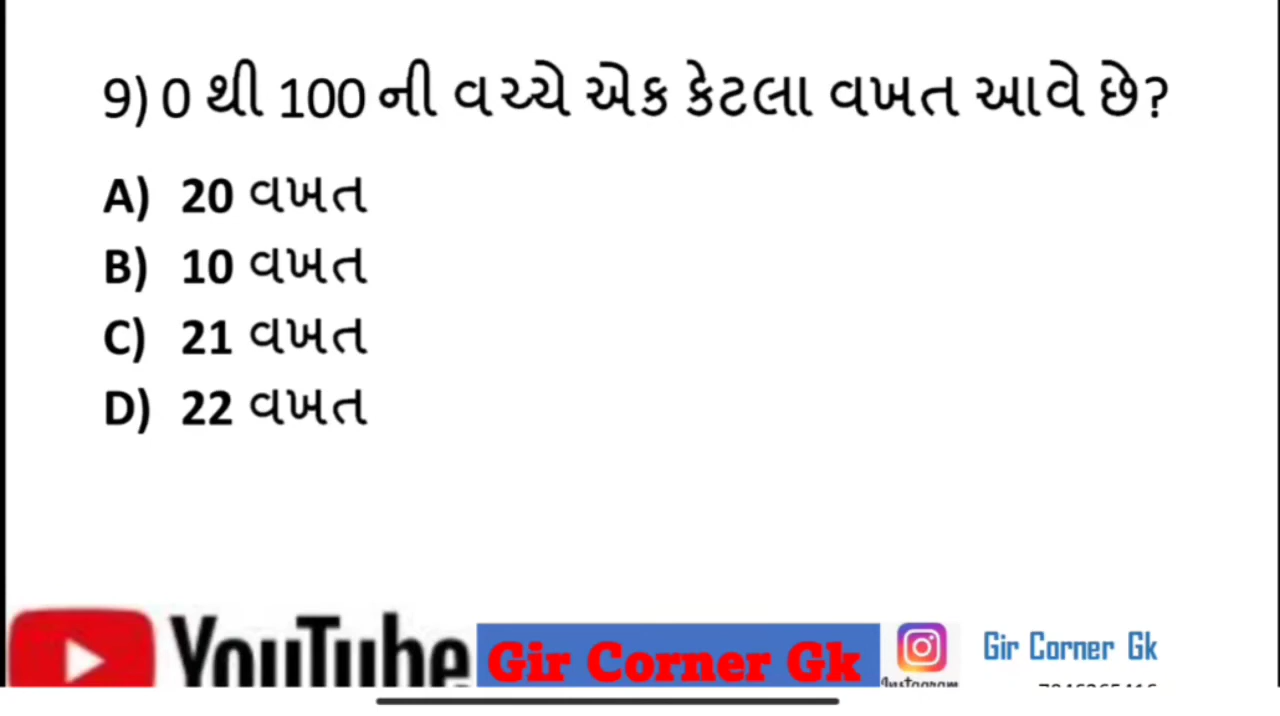 9) 0 થી 100 ની વચ્ચે એક કેટલા વખત આવે છે?
A) 20 વખત
B) 10 વખત
C) 21 વખત
D) 22 વખત
YouTube Gir Corner Gk Instagram Gir Corner Gk